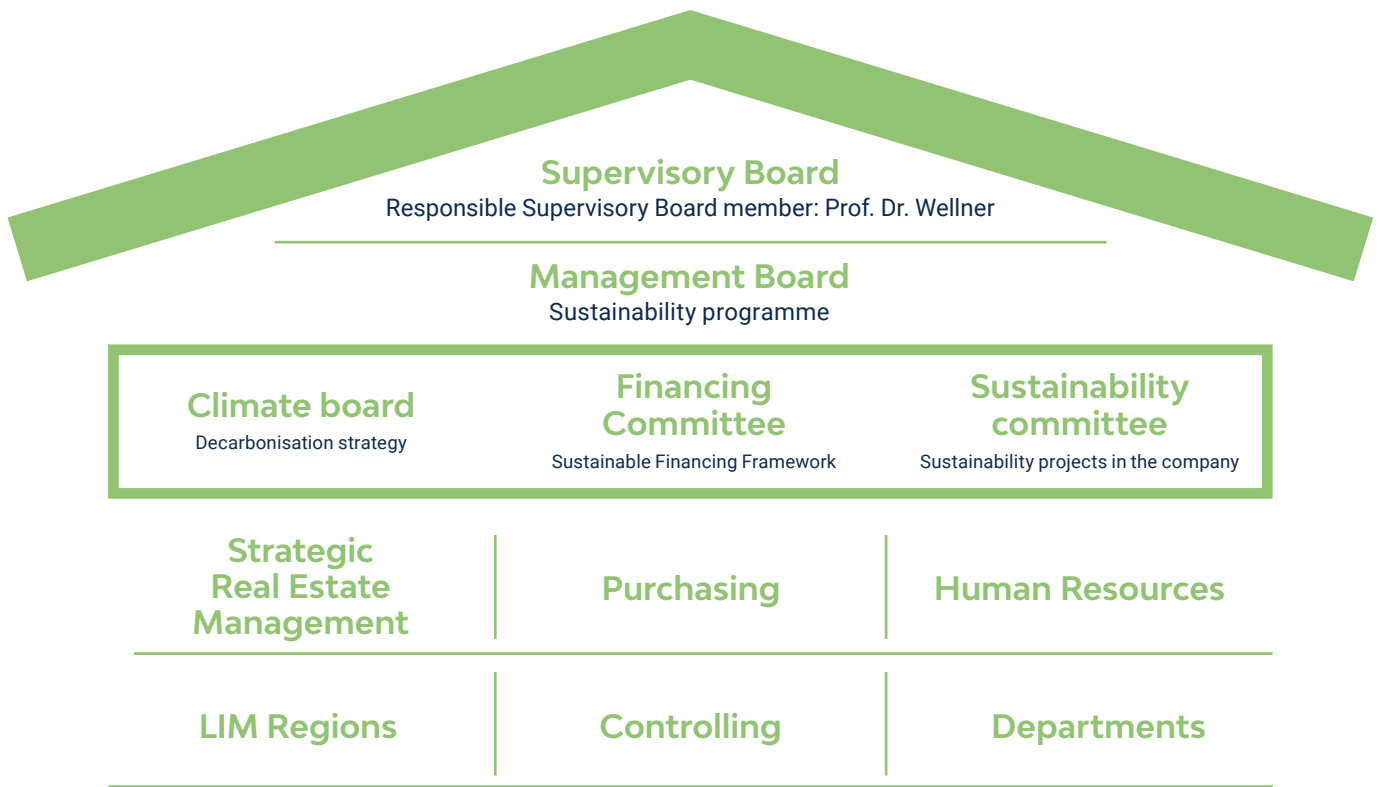 Supervisory Board
Responsible Supervisory Board member: Prof. Dr. Wellner
Management Board
Sustainability programme
Climate board
Decarbonisation strategy
Financing
Committee
Sustainable Financing Framework
Sustainability
committee
Sustainability projects in the company
Strategic
Real Estate
Management
Purchasing
Human Resources
LIM Regions
Controlling
Departments